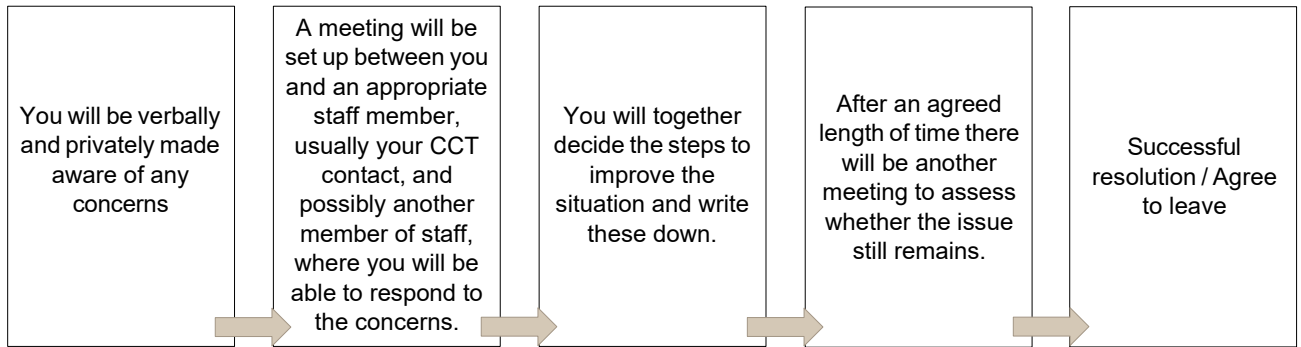 You will be verbally
and privately made
aware of any
concerns
A meeting will be
set up between you
and an appropriate
staff member,
usually your CCT
contact, and
possibly another
member of staff,
where you will be
able to respond to
the concerns.
You will together
decide the steps to
improve the
situation and write
these down.
After an agreed
length of time there
will be another
meeting to assess
whether the issue
still remains.
Successful
resolution / Agree
to leave